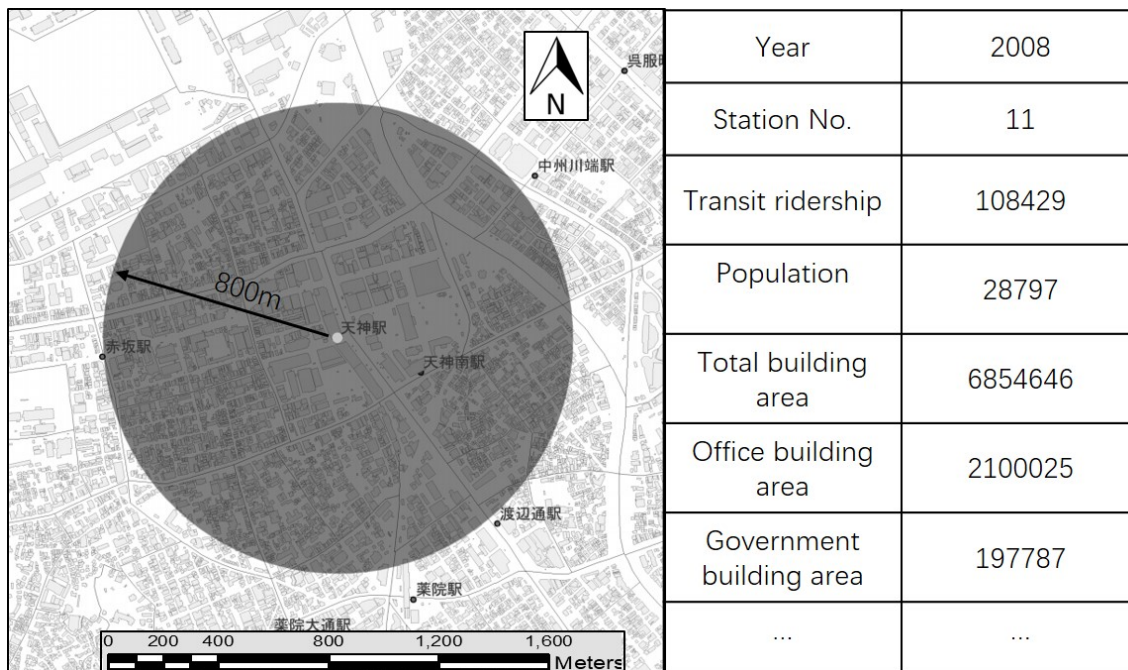 N
呉服町
中州川端駅
800m
天神駅
赤坂駅
天神南駅
渡辺通駅
薬院駅
薬院大通駅
0 200 400 800 1,200 1,600
Meters
Year 2008
Station No. 11
Transit ridership 108429
Population 28797
Total building
area
6854646
Office building
area
2100025
Government
building area
197787
... ...